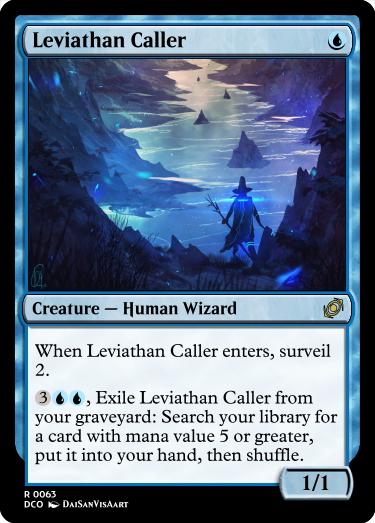 Leviathan Caller
Creature — Human Wizard
When Leviathan Caller enters, surveil
2.
3, Exile Leviathan Caller from
your graveyard: Search your library for
a card with mana value 5 or greater,
put it into your hand, then shuffle.
1/1
R 0063
DCO DaiSanVisAart